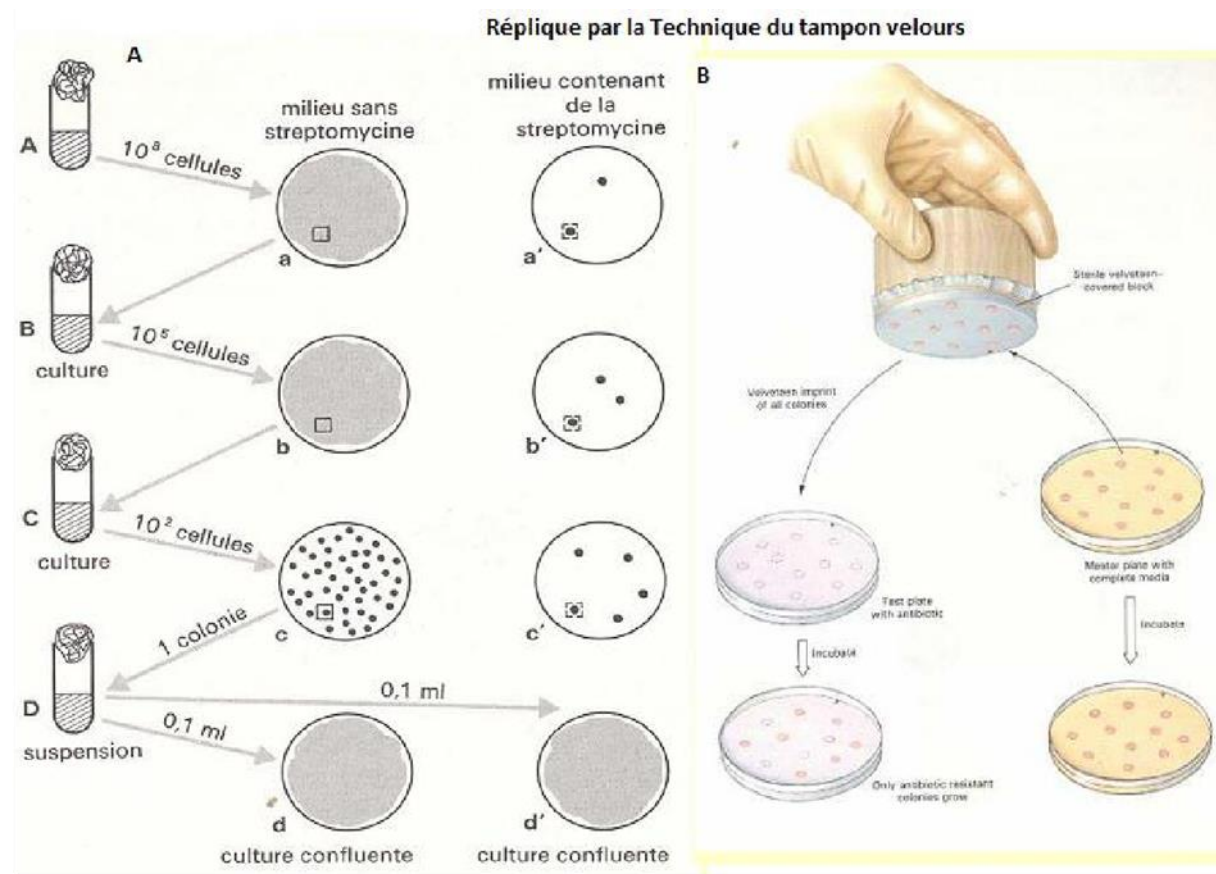 Réplique par la Technique du tampon velours
A
milieu sans
streptomycine
milieu contenant
de la
streptomycine
A
10⁸ cellules
a
a′
B
culture
10⁵ cellules
b
b′
C
culture
10² cellules
c
c′
1 colonie
D
suspension
0,1 ml
0,1 ml
d
d′
culture confluente
culture confluente
B
Sterile velveteen-
covered block
Velveteen imprint
of all colonies
Master plate with
complete media
Test plate
with antibiotic
Incubate
Incubate
Only antibiotic resistant
colonies grow